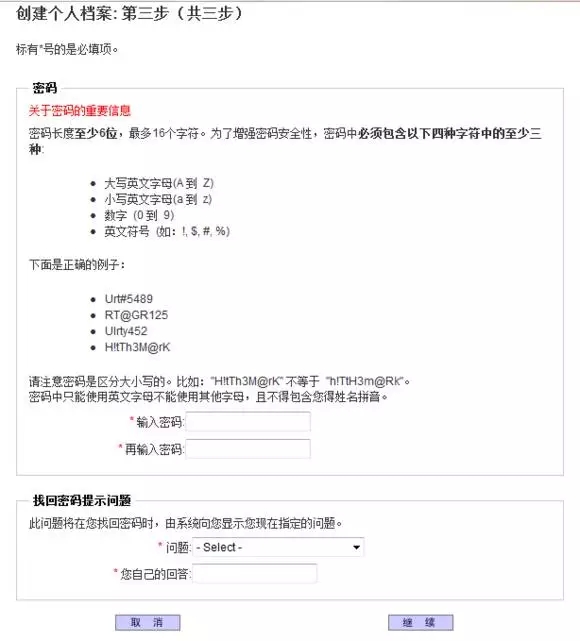 创建个人档案: 第三步（共三步）
标有*号的是必填项。
密码
关于密码的重要信息
密码长度至少6位，最多16个字符。为了增强密码安全性，密码中必须包含以下四种字符中的至少三
种:
大写英文字母(A 到 Z)
小写英文字母(a 到 z)
数字 (0 到 9)
英文符号 (如：!, $, #, %)
下面是正确的例子：
Urt#5489
RT@GR125
UIrty452
H!tTh3M@rK
请注意密码是区分大小写的。比如："H!tTh3M@rK" 不等于 "h!TtH3m@Rk"。
密码中只能使用英文字母不能使用其他字母，且不得包含您得姓名拼音。
* 输入密码:
* 再输入密码:
找回密码提示问题
此问题将在您找回密码时，由系统向您显示您现在指定的问题。
* 问题: - Select -
* 您自己的回答:
取 消
继 续